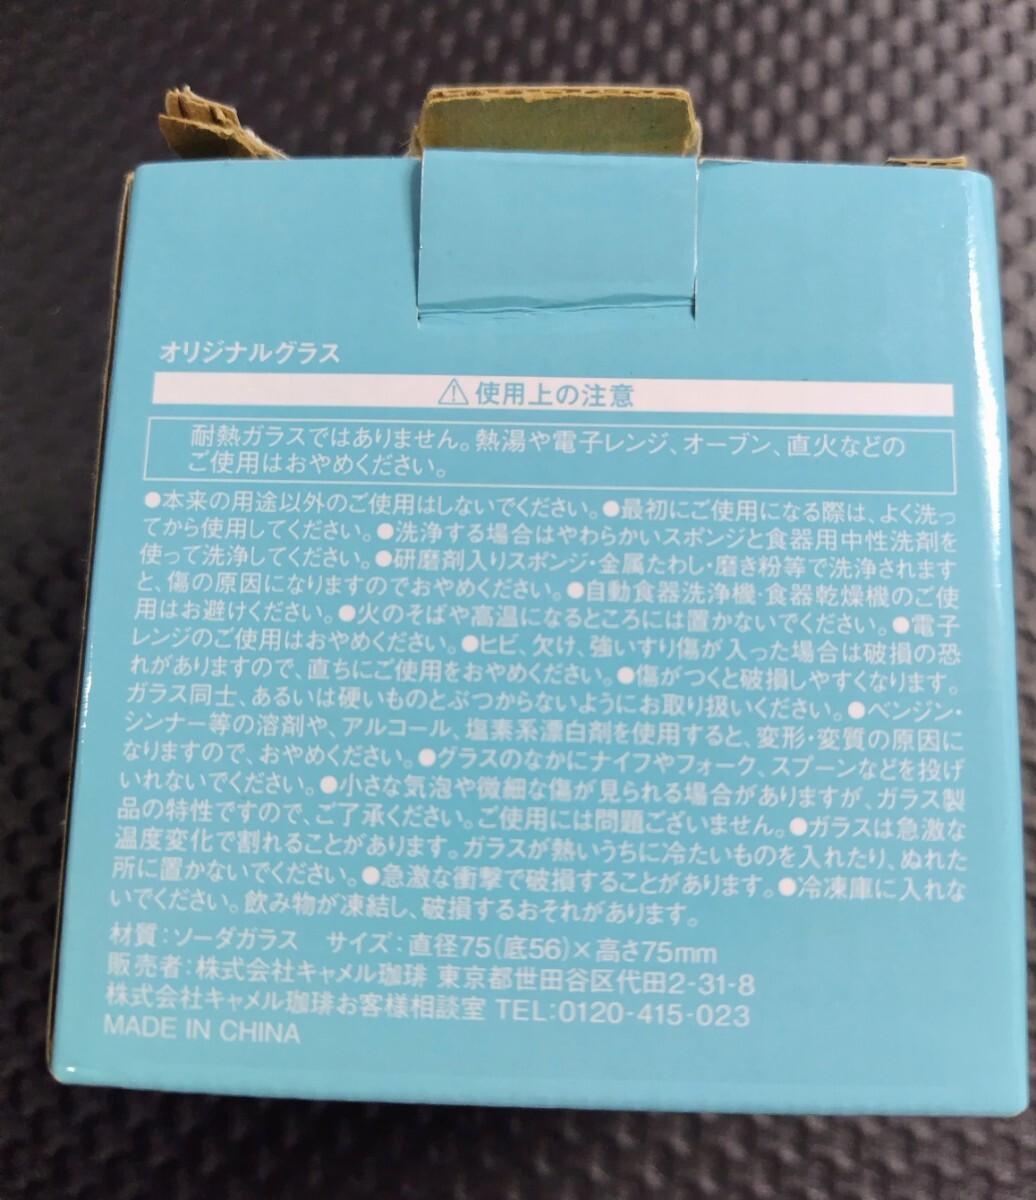 オリジナルグラス
⚠使用上の注意
耐熱ガラスではありません。熱湯や電子レンジ、オーブン、直火などの
ご使用はおやめください。
●本来の用途以外のご使用はしないでください。●最初にご使用になる際は、よく洗っ
てから使用してください。●洗浄する場合はやわらかいスポンジと食器用中性洗剤を
使って洗浄してください。●研磨剤入りスポンジ・金属たわし・磨き粉等で洗浄されます
と、傷の原因になりますのでおやめください。●自動食器洗浄機・食器乾燥機のご使
用はお避けください。●火のそばや高温になるところには置かないでください。●電子
レンジのご使用はおやめください。●ヒビ、欠け、強いすり傷が入った場合は破損の恐
れがありますので、直ちにご使用をおやめください。●傷がつくと破損しやすくなります。
ガラス同士、あるいは硬いものとぶつからないようにお取り扱いください。●ベンジン・
シンナー等の溶剤や、アルコール、塩素系漂白剤を使用すると、変形・変質の原因に
なりますので、おやめください。●グラスのなかにナイフやフォーク、スプーンなどを投げ
いれないでください。●小さな気泡や微細な傷が見られる場合がありますが、ガラス製
品の特性ですので、ご了承ください。ご使用には問題ございません。●ガラスは急激な
温度変化で割れることがあります。ガラスが熱いうちに冷たいものを入れたり、ぬれた
所に置かないでください。●急激な衝撃で破損することがあります。●冷凍庫に入れな
いでください。飲み物が凍結し、破損するおそれがあります。
材質：ソーダガラス　サイズ：直径75(底56)×高さ75mm
販売者：株式会社キャメル珈琲 東京都世田谷区代田2-31-8
株式会社キャメル珈琲お客様相談室 TEL:0120-415-023
MADE IN CHINA